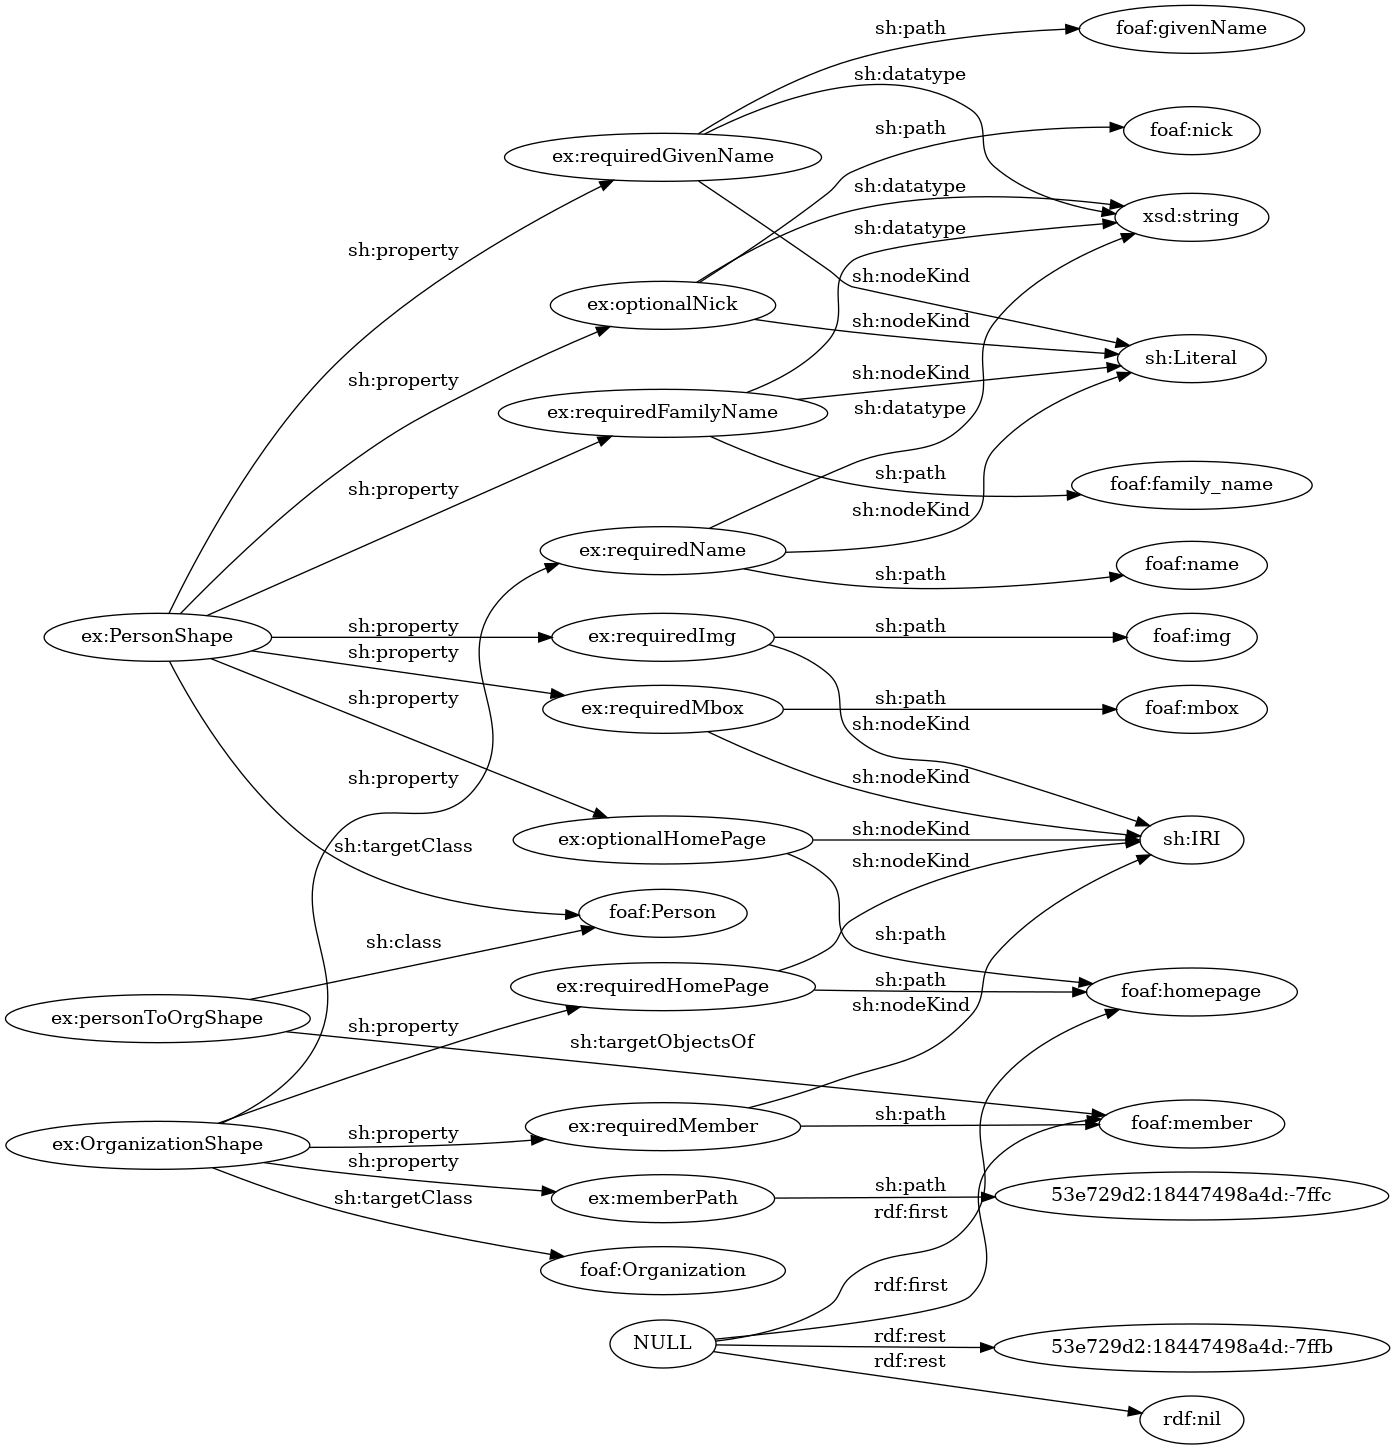 sh:path
foaf:givenName
sh:datatype
sh:path
foaf:nick
ex:requiredGivenName
sh:datatype
xsd:string
sh:datatype
sh:property
sh:nodeKind
ex:optionalNick
sh:nodeKind
sh:Literal
sh:property
sh:nodeKind
ex:requiredFamilyName
sh:datatype
sh:path
foaf:family_name
sh:property
sh:nodeKind
ex:requiredName
foaf:name
sh:path
ex:PersonShape
sh:property
ex:requiredImg
sh:path
foaf:img
sh:property
sh:property
ex:requiredMbox
sh:path
foaf:mbox
sh:nodeKind
sh:property
sh:nodeKind
sh:targetClass
ex:optionalHomePage
sh:nodeKind
sh:IRI
sh:nodeKind
foaf:Person
sh:class
sh:path
ex:requiredHomePage
sh:path
foaf:homepage
sh:nodeKind
ex:personToOrgShape
sh:property
sh:targetObjectsOf
ex:OrganizationShape
sh:property
ex:requiredMember
sh:path
foaf:member
sh:property
ex:memberPath
sh:path
53e729d2:18447498a4d:-7ffc
sh:targetClass
rdf:first
foaf:Organization
rdf:first
NULL
rdf:rest
53e729d2:18447498a4d:-7ffb
rdf:rest
rdf:nil